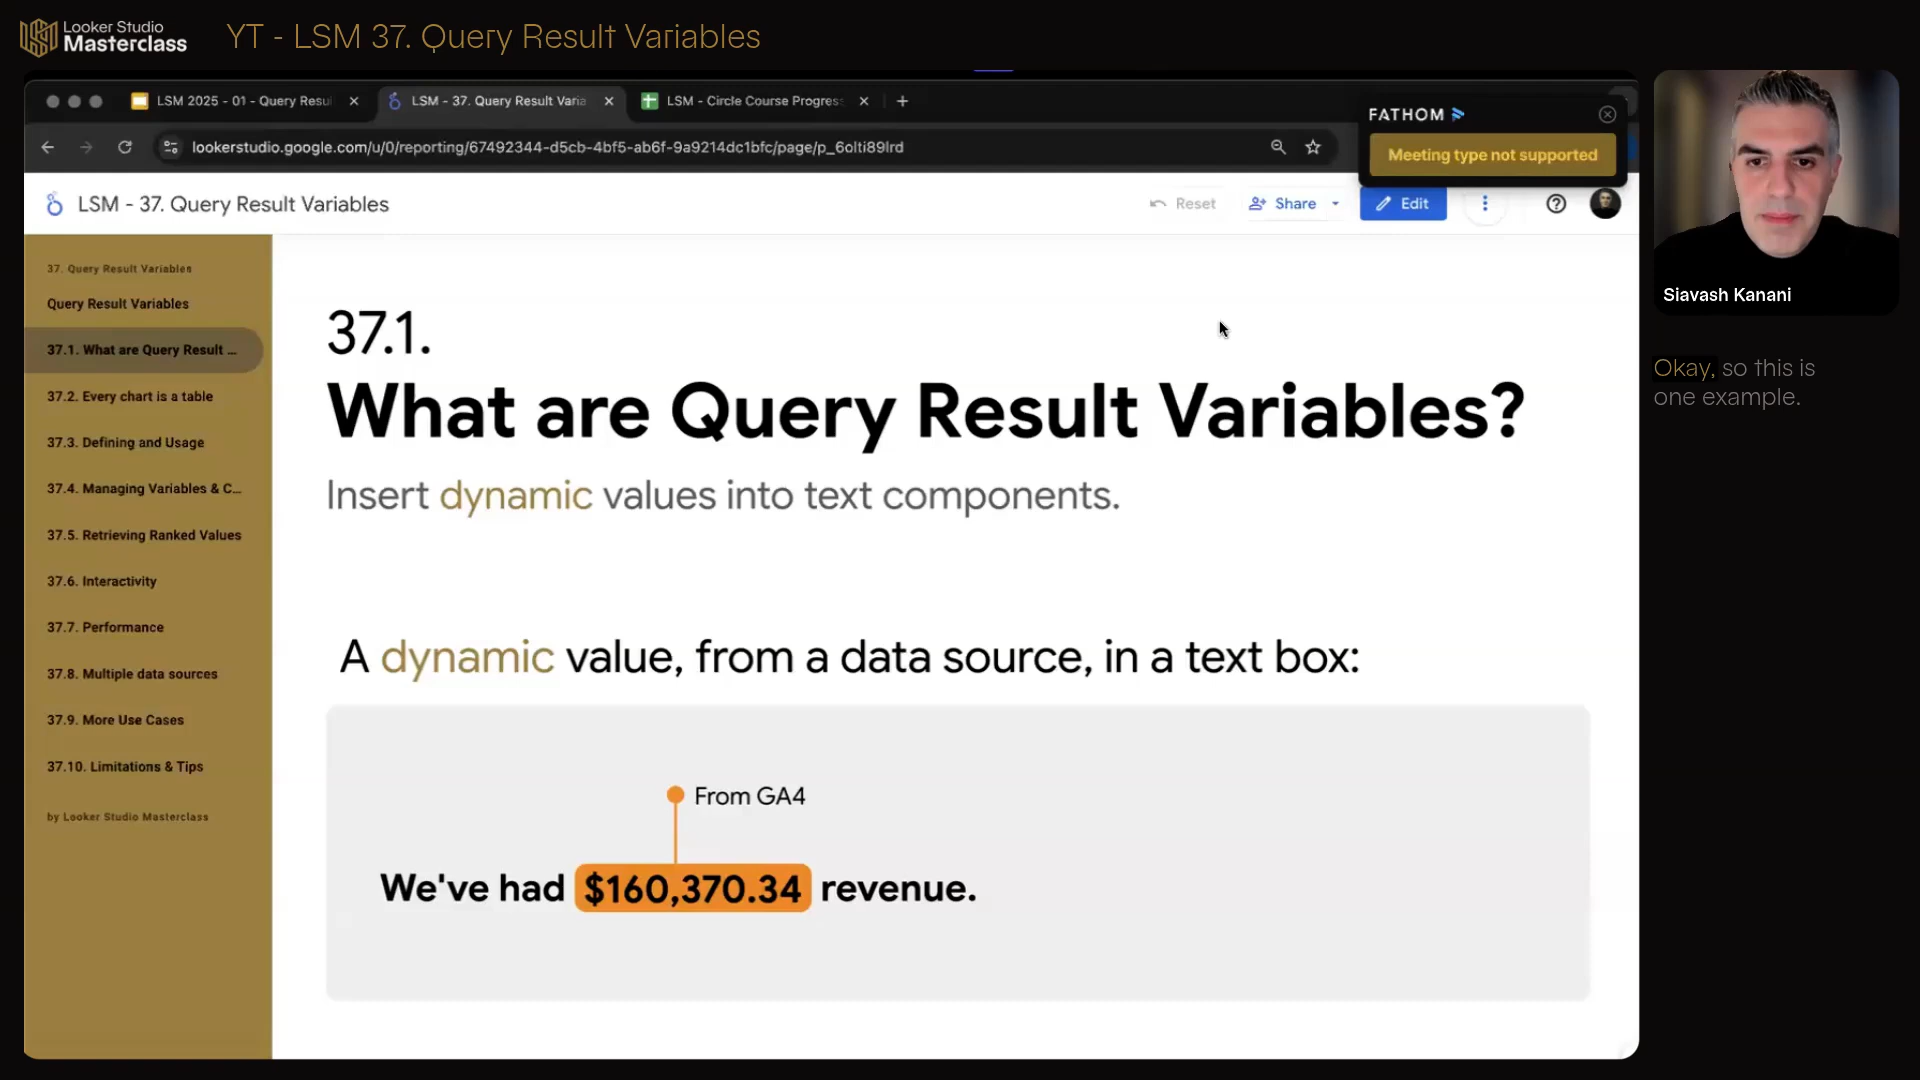 Looker Studio
Masterclass
YT - LSM 37. Query Result Variables
LSM 2025 - 01 - Query Resu
LSM - 37. Query Result Varia
LSM - Circle Course Progres
lookerstudio.google.com/u/0/reporting/67492344-d5cb-4bf5-ab6f-9a9214dc1bfc/page/p_6olti89lrd
FATHOM
Meeting type not supported
LSM - 37. Query Result Variables
Reset
Share
Edit
37. Query Result Variables
Query Result Variables
37.1. What are Query Result ...
37.2. Every chart is a table
37.3. Defining and Usage
37.4. Managing Variables & C...
37.5. Retrieving Ranked Values
37.6. Interactivity
37.7. Performance
37.8. Multiple data sources
37.9. More Use Cases
37.10. Limitations & Tips
by Looker Studio Masterclass
37.1.
What are Query Result Variables?
Insert dynamic values into text components.
A dynamic value, from a data source, in a text box:
From GA4
We've had $160,370.34 revenue.
Siavash Kanani
Okay, so this is
one example.